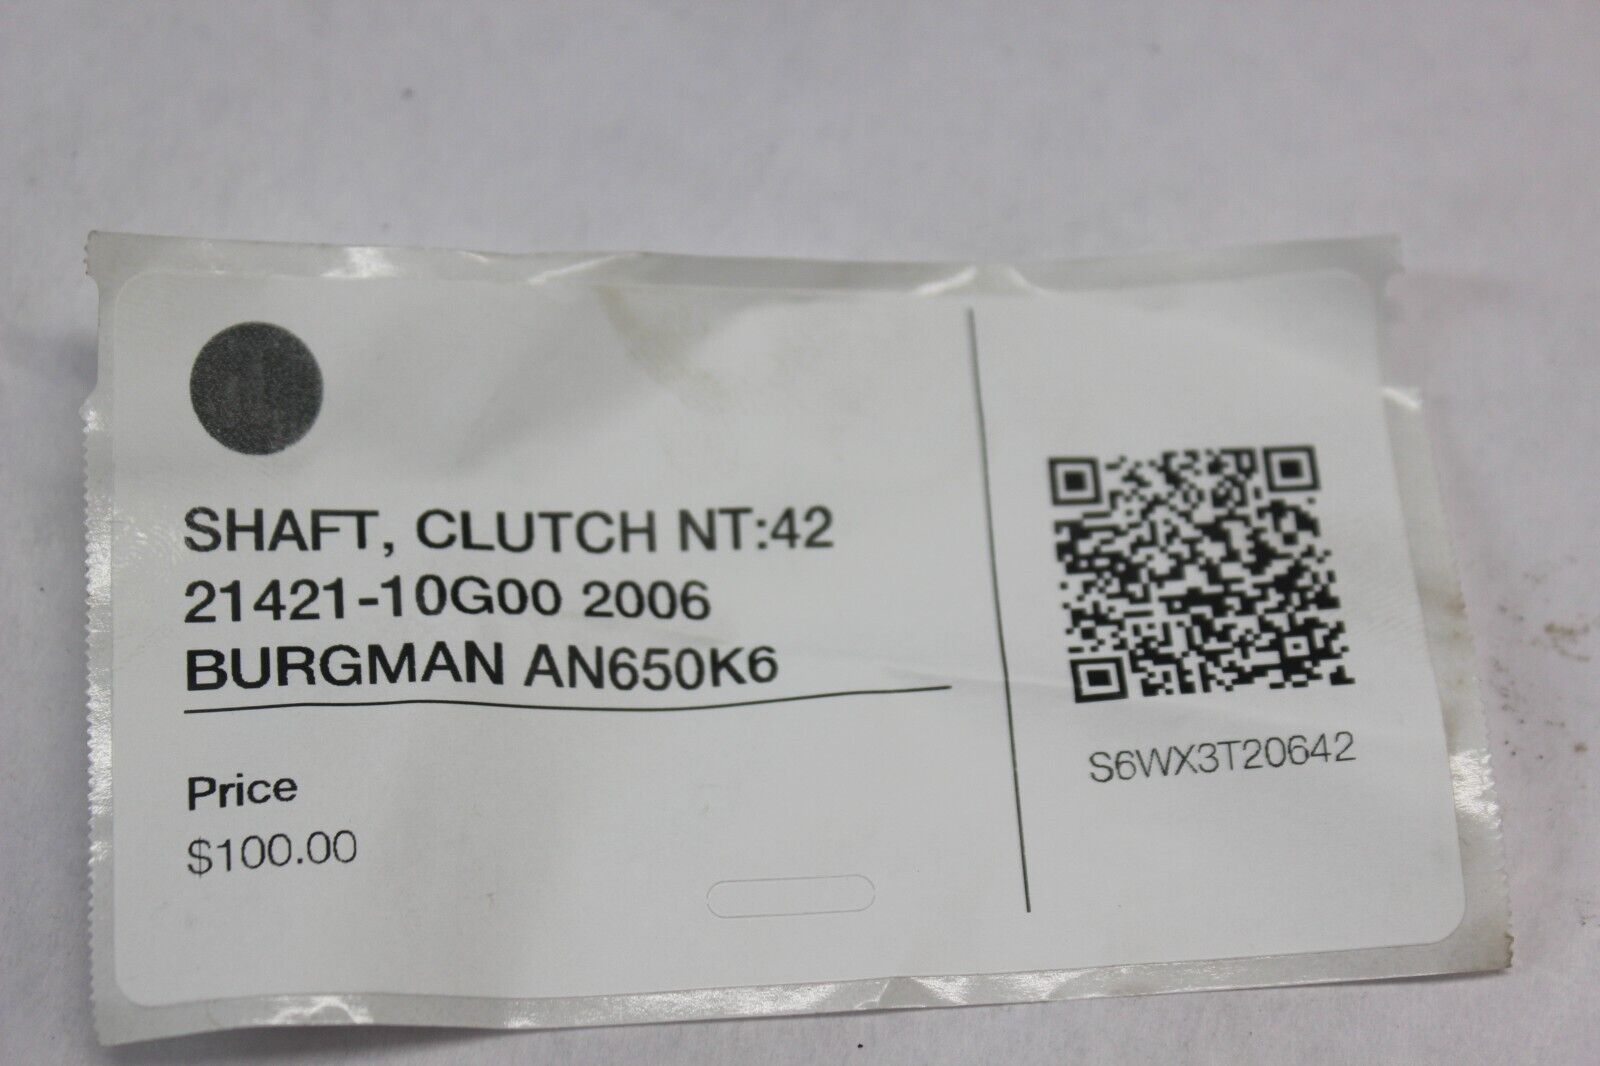 SHAFT, CLUTCH NT:42
21421-10G00 2006
BURGMAN AN650K6
Price
$100.00
S6WX3T20642